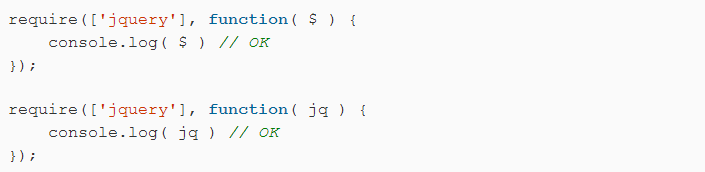 require(['jquery'], function( $ ) {
    console.log( $ ) // OK
});

require(['jquery'], function( jq ) {
    console.log( jq ) // OK
});